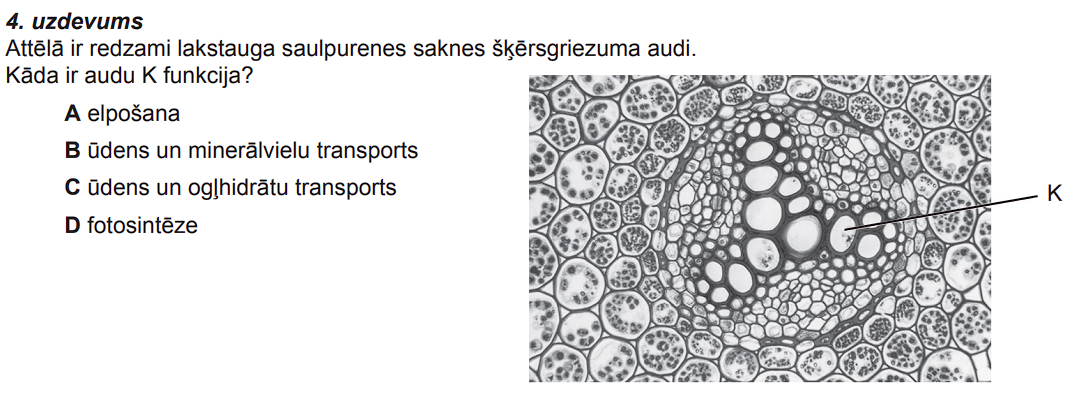 4. uzdevums
Attēlā ir redzami lakstauga saulpurenes saknes šķērsgriezuma audi.
Kāda ir audu K funkcija?
A elpošana
B ūdens un minerālvielu transports
C ūdens un ogļhidrātu transports
D fotosintēze
K